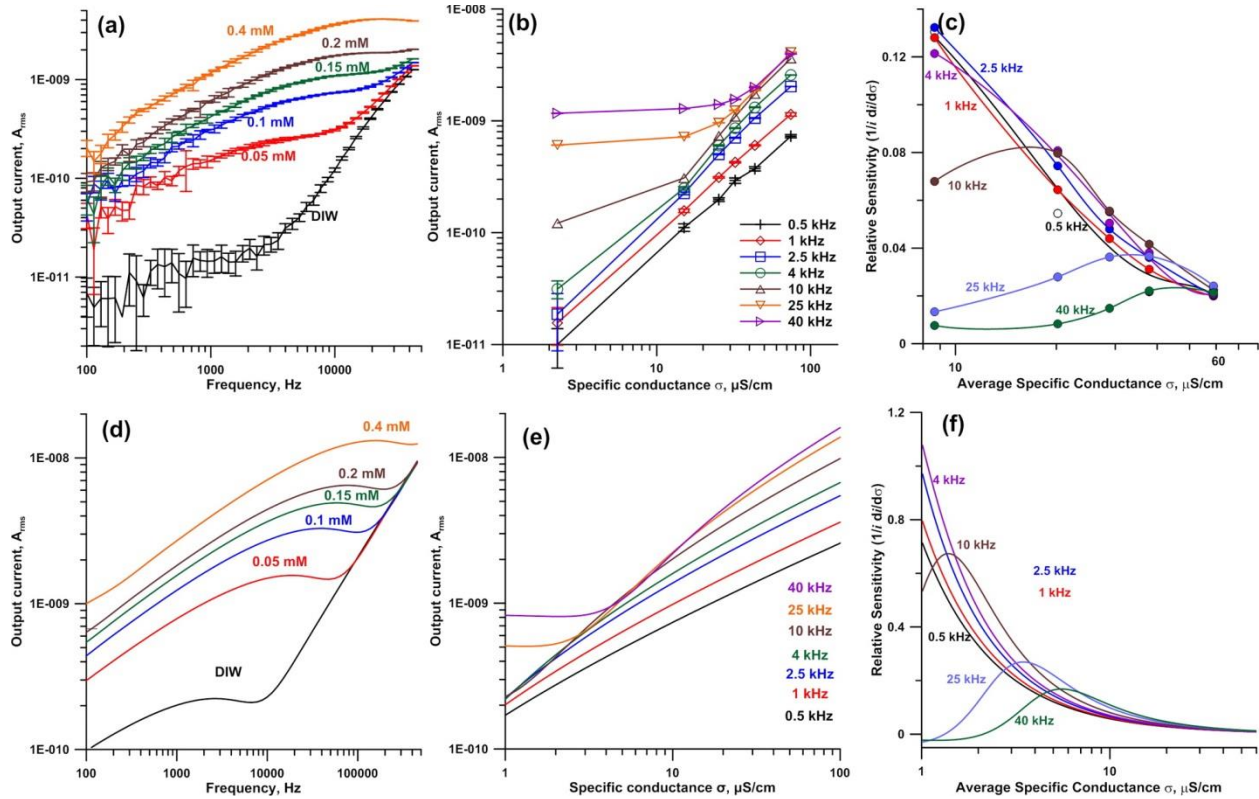 (a)
1E-008
1E-009
1E-010
1E-011
Output current, A_rms
0.4 mM
0.2 mM
0.15 mM
0.1 mM
0.05 mM
DIW
100 1000 10000
Frequency, Hz
(b)
1E-008
1E-009
1E-010
1E-011
Output current, A_rms
0.5 kHz
1 kHz
2.5 kHz
4 kHz
10 kHz
25 kHz
40 kHz
1 10 100
Specific conductance σ, µS/cm
(c)
0.12
0.08
0.04
0
Relative Sensitivity (1/i di/dσ)
2.5 kHz
4 kHz
1 kHz
10 kHz
0.5 kHz
25 kHz
40 kHz
10 60
Average Specific Conductance σ, µS/cm
(d)
1E-008
1E-009
1E-010
Output current, A_rms
0.4 mM
0.2 mM
0.15 mM
0.1 mM
0.05 mM
DIW
100 1000 10000 100000
Frequency, Hz
(e)
1E-008
1E-009
1E-010
Output current, A_rms
40 kHz
25 kHz
10 kHz
4 kHz
2.5 kHz
1 kHz
0.5 kHz
1 10 100
Specific conductance σ, µS/cm
(f)
1.2
0.8
0.4
0
Relative Sensitivity (1/i di/dσ)
4 kHz
10 kHz
2.5 kHz
1 kHz
0.5 kHz
25 kHz
40 kHz
1 10
Average Specific Conductance σ, µS/cm